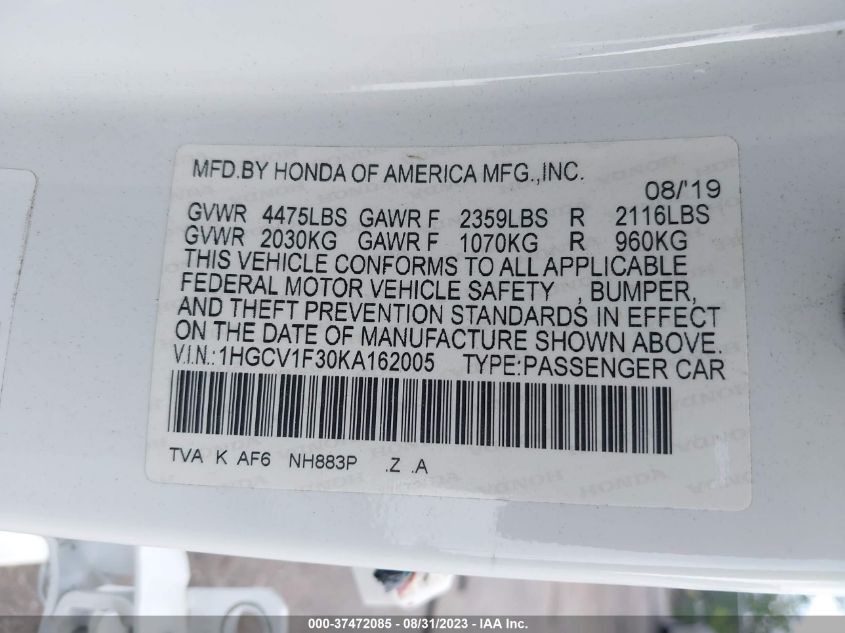 MFD.BY HONDA OF AMERICA MFG.,INC.
08/'19
GVWR 4475LBS GAWR F 2359LBS R 2116LBS
GVWR 2030KG GAWR F 1070KG R 960KG
THIS VEHICLE CONFORMS TO ALL APPLICABLE
FEDERAL MOTOR VEHICLE SAFETY , BUMPER,
AND THEFT PREVENTION STANDARDS IN EFFECT
ON THE DATE OF MANUFACTURE SHOWN ABOVE.
V.I.N.:1HGCV1F30KA162005 TYPE:PASSENGER CAR
TVA K AF6 NH883P .Z .A
HONDA HONDA HONDA
000-37472085 - 08/31/2023 - IAA Inc.